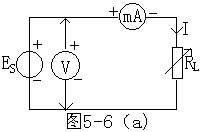 + mA −
I
+ +
Es V RL
− −
图5-6 (a)